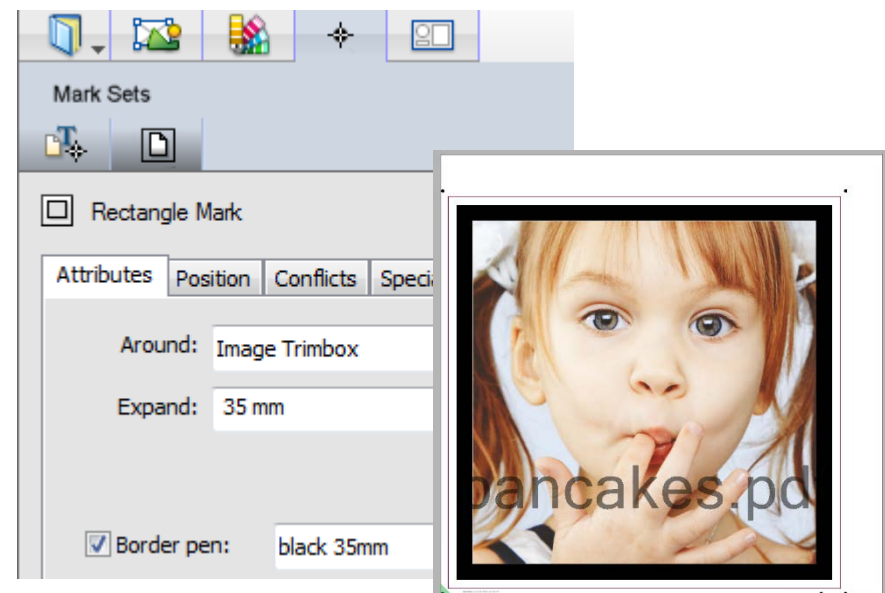 Mark Sets
Rectangle Mark
Attributes Position Conflicts Specia
Around: Image Trimbox
Expand: 35 mm
Border pen: black 35mm
pancakes.pd